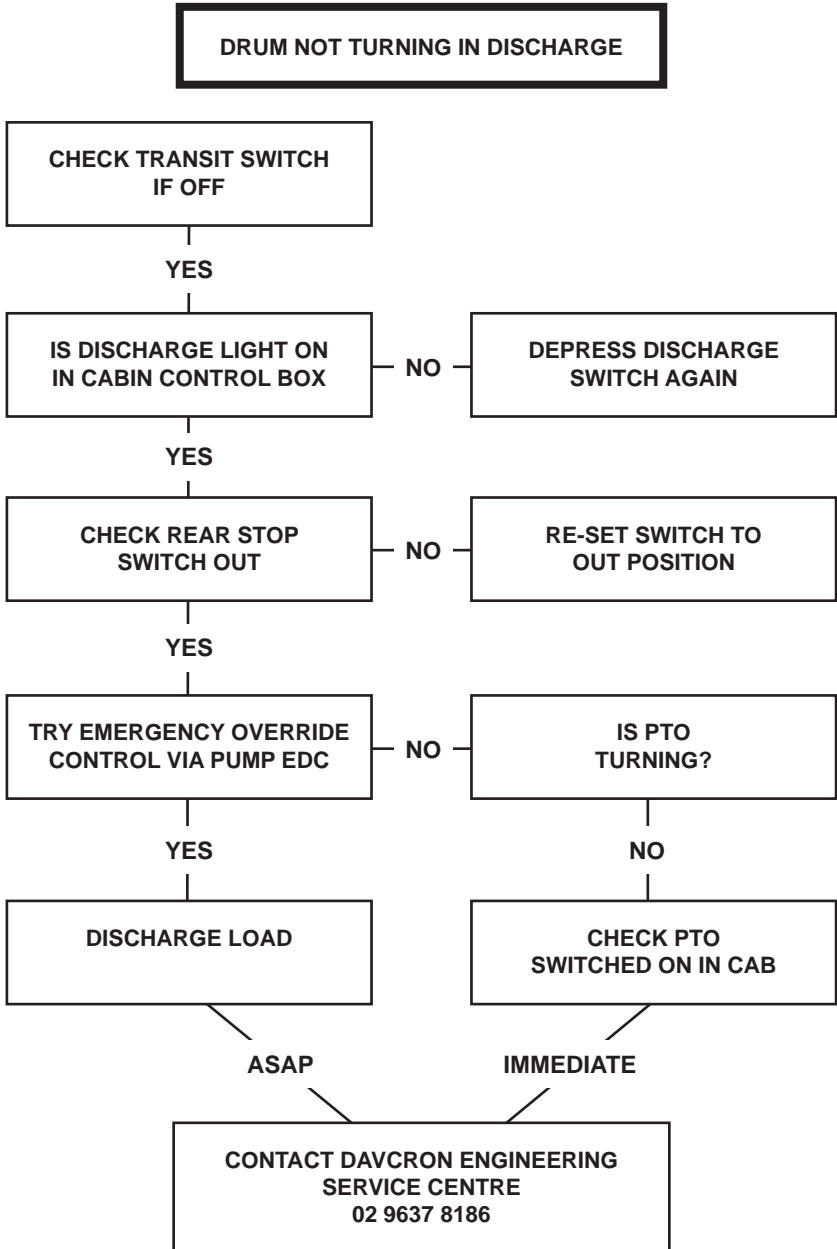 DRUM NOT TURNING IN DISCHARGE
CHECK TRANSIT SWITCH
IF OFF
YES
IS DISCHARGE LIGHT ON
IN CABIN CONTROL BOX
NO
DEPRESS DISCHARGE
SWITCH AGAIN
YES
CHECK REAR STOP
SWITCH OUT
NO
RE-SET SWITCH TO
OUT POSITION
YES
TRY EMERGENCY OVERRIDE
CONTROL VIA PUMP EDC
NO
IS PTO
TURNING?
YES
NO
DISCHARGE LOAD
CHECK PTO
SWITCHED ON IN CAB
ASAP
IMMEDIATE
CONTACT DAVCRON ENGINEERING
SERVICE CENTRE
02 9637 8186